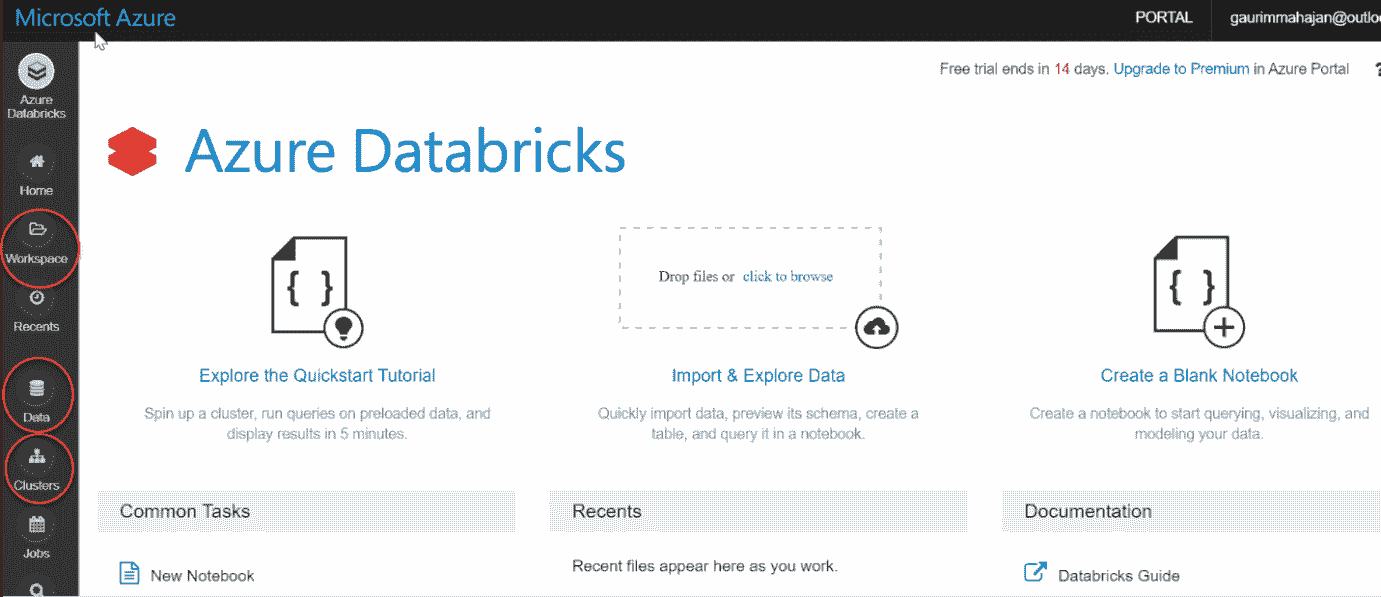 Microsoft Azure
PORTAL
gaurimmahajan@outlo
Azure
Databricks
Home
Workspace
Recents
Data
Clusters
Jobs
Free trial ends in 14 days. Upgrade to Premium in Azure Portal
?
Azure Databricks
{ }
Explore the Quickstart Tutorial
Spin up a cluster, run queries on preloaded data, and
display results in 5 minutes.
Drop files or click to browse
Import & Explore Data
Quickly import data, preview its schema, create a
table, and query it in a notebook.
{ }
Create a Blank Notebook
Create a notebook to start querying, visualizing, and
modeling your data.
Common Tasks
New Notebook
Recents
Recent files appear here as you work.
Documentation
Databricks Guide